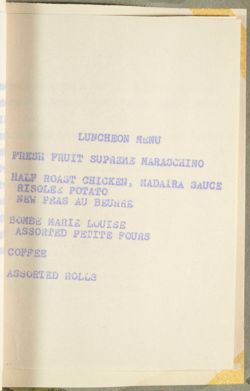 LUNCHEON MENU
FRESH FRUIT SUPREME MARASCHINO
HALF ROAST CHICKEN, MADAIRA SAUCE
RISOLEE POTATO
NEW PEAS AU BEURRE
BOMBE MARIE LOUISE
ASSORTED PETITE FOURS
COFFEE
ASSORTED ROLLS